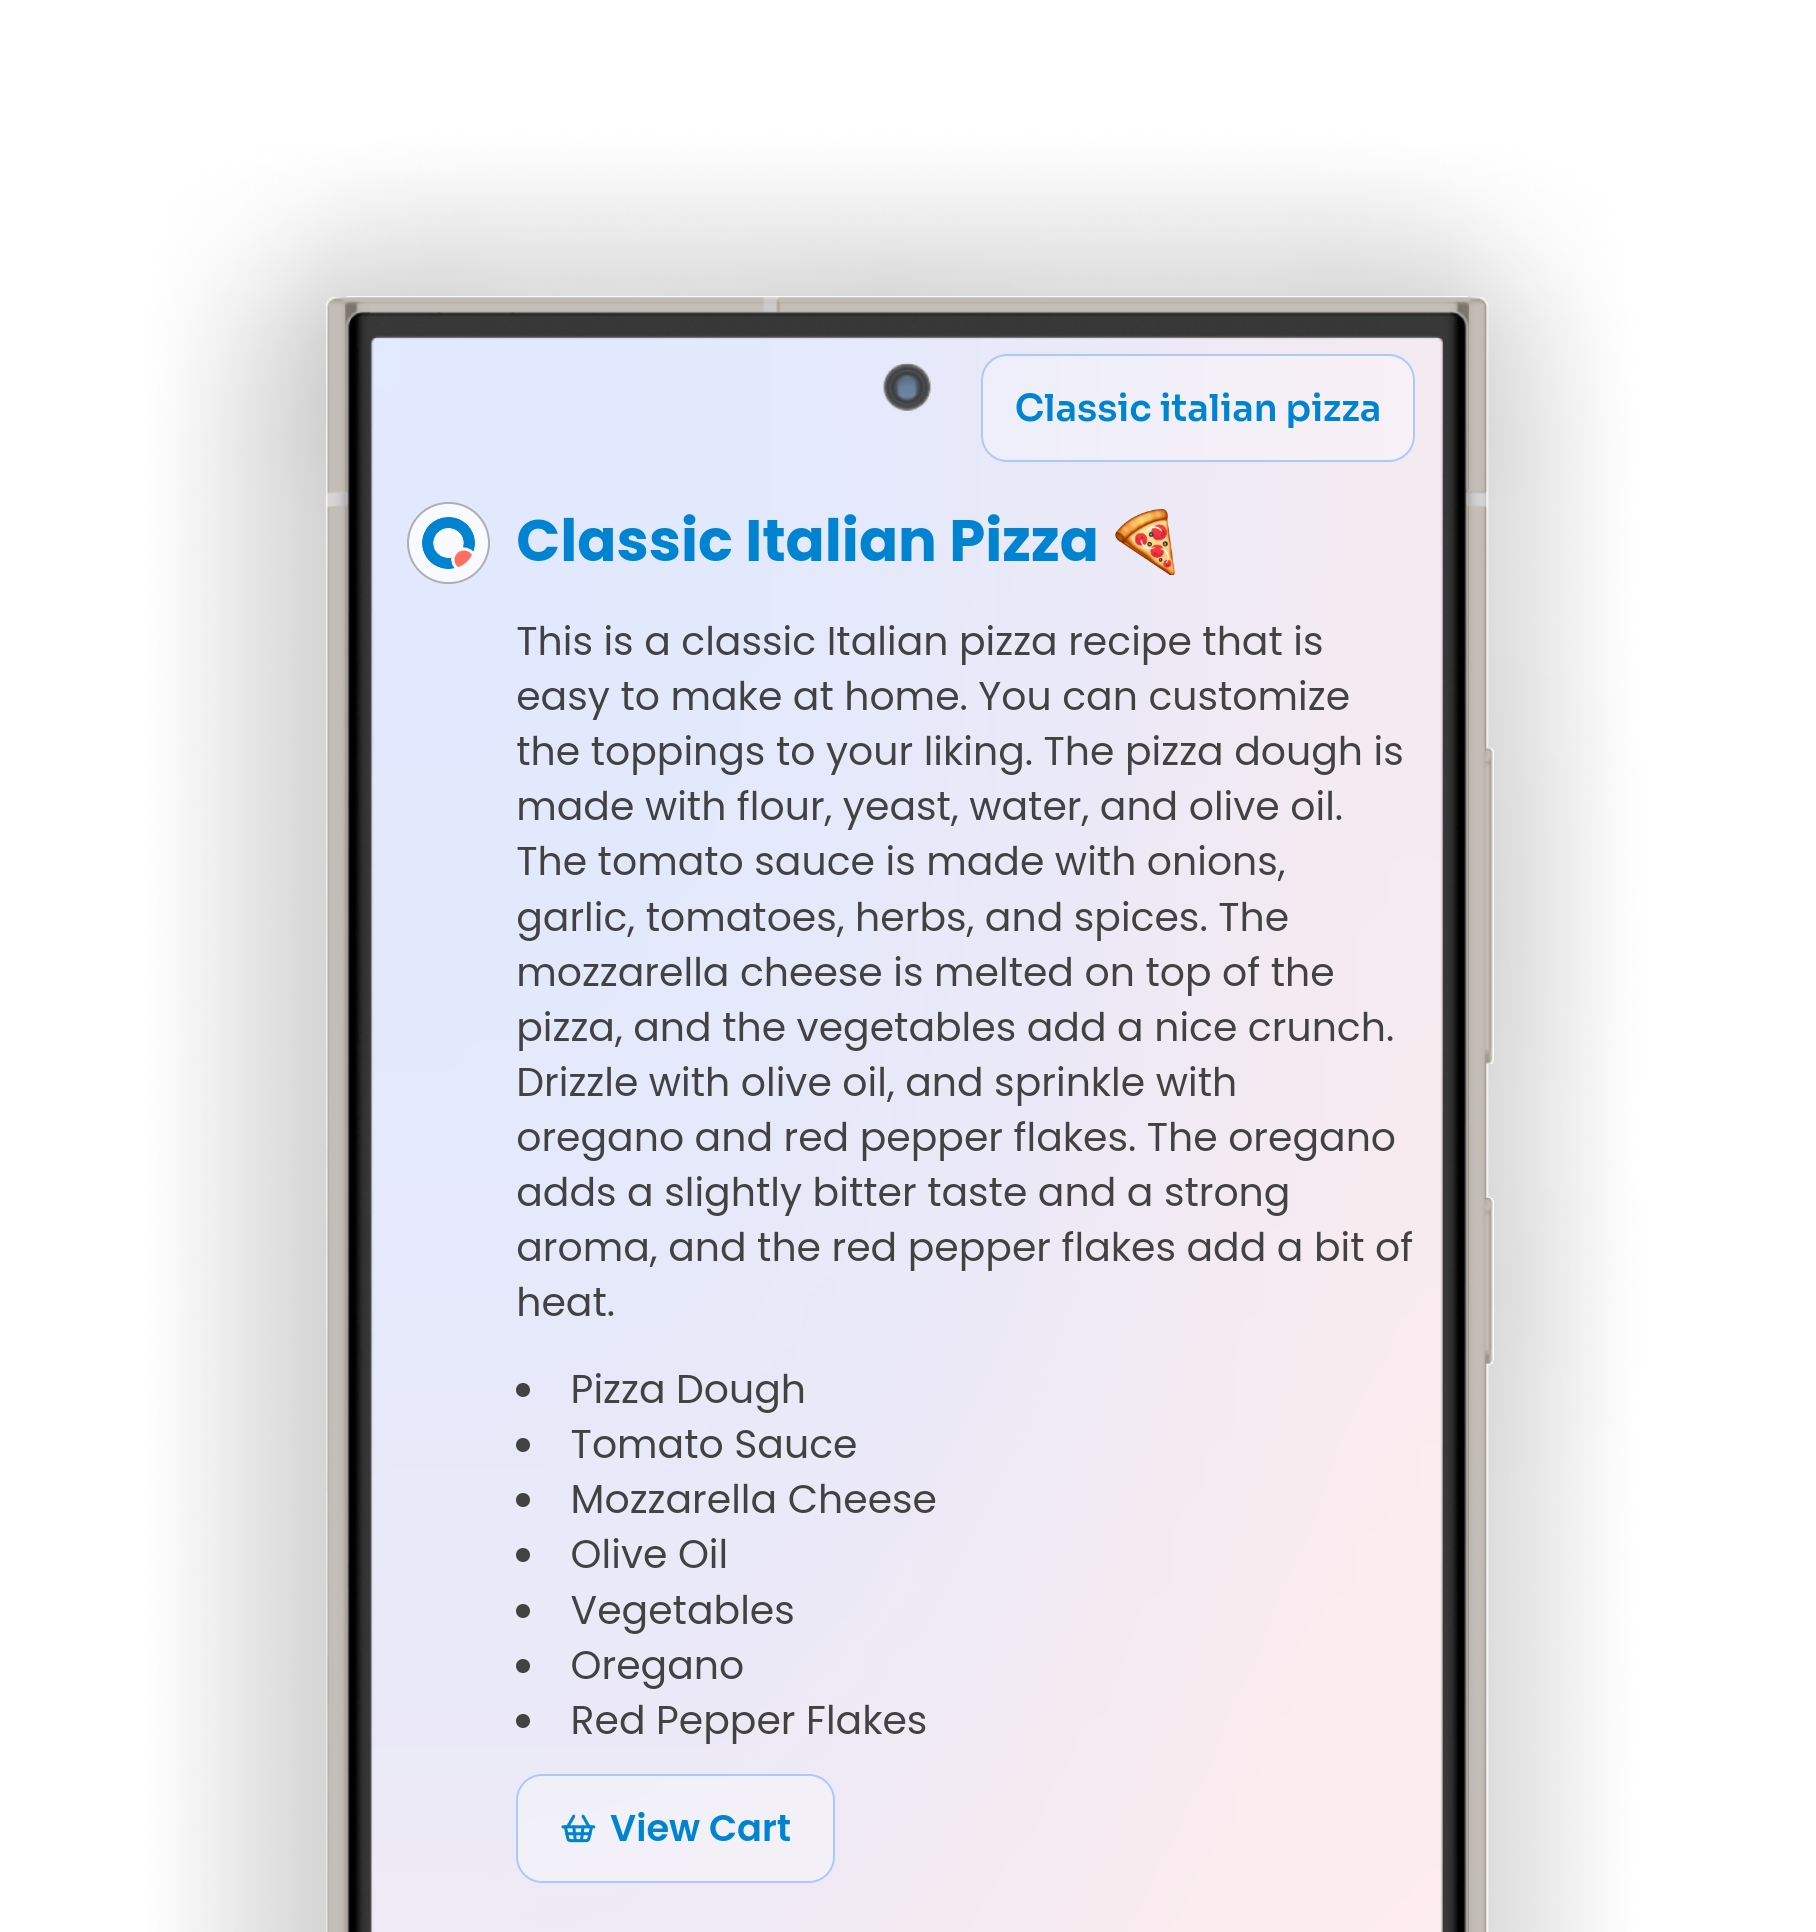 Classic italian pizza
Classic Italian Pizza 🍕
This is a classic Italian pizza recipe that is
easy to make at home. You can customize
the toppings to your liking. The pizza dough is
made with flour, yeast, water, and olive oil.
The tomato sauce is made with onions,
garlic, tomatoes, herbs, and spices. The
mozzarella cheese is melted on top of the
pizza, and the vegetables add a nice crunch.
Drizzle with olive oil, and sprinkle with
oregano and red pepper flakes. The oregano
adds a slightly bitter taste and a strong
aroma, and the red pepper flakes add a bit of
heat.
• Pizza Dough
• Tomato Sauce
• Mozzarella Cheese
• Olive Oil
• Vegetables
• Oregano
• Red Pepper Flakes
View Cart